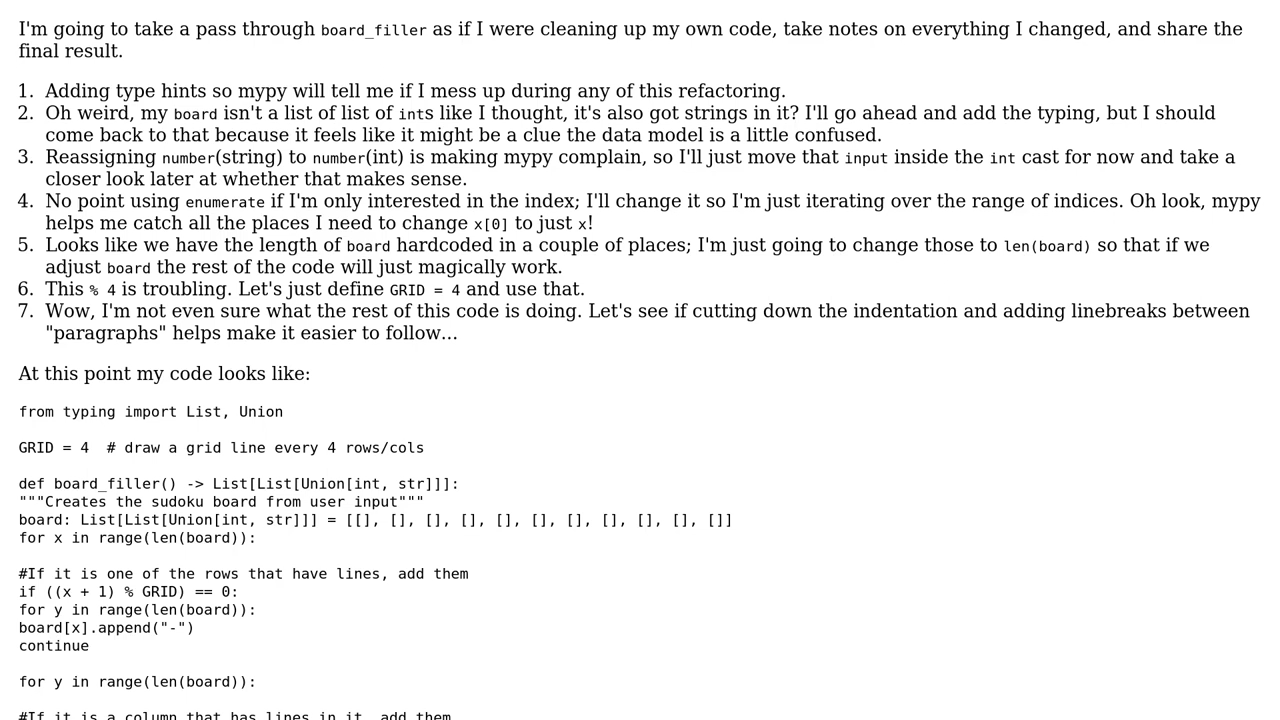 I'm going to take a pass through board_filler as if I were cleaning up my own code, take notes on everything I changed, and share the
final result.
1. Adding type hints so mypy will tell me if I mess up during any of this refactoring.
2. Oh weird, my board isn't a list of list of ints like I thought, it's also got strings in it? I'll go ahead and add the typing, but I should
come back to that because it feels like it might be a clue the data model is a little confused.
3. Reassigning number(string) to number(int) is making mypy complain, so I'll just move that input inside the int cast for now and take a
closer look later at whether that makes sense.
4. No point using enumerate if I'm only interested in the index; I'll change it so I'm just iterating over the range of indices. Oh look, mypy
helps me catch all the places I need to change x[0] to just x!
5. Looks like we have the length of board hardcoded in a couple of places; I'm just going to change those to len(board) so that if we
adjust board the rest of the code will just magically work.
6. This % 4 is troubling. Let's just define GRID = 4 and use that.
7. Wow, I'm not even sure what the rest of this code is doing. Let's see if cutting down the indentation and adding linebreaks between
"paragraphs" helps make it easier to follow...
At this point my code looks like:
from typing import List, Union
GRID = 4  # draw a grid line every 4 rows/cols
def board_filler() -> List[List[Union[int, str]]]:
"""Creates the sudoku board from user input"""
board: List[List[Union[int, str]]] = [[], [], [], [], [], [], [], [], [], [], []]
for x in range(len(board)):
#If it is one of the rows that have lines, add them
if ((x + 1) % GRID) == 0:
for y in range(len(board)):
board[x].append("-")
continue
for y in range(len(board)):
#If it is a column that has lines in it, add them